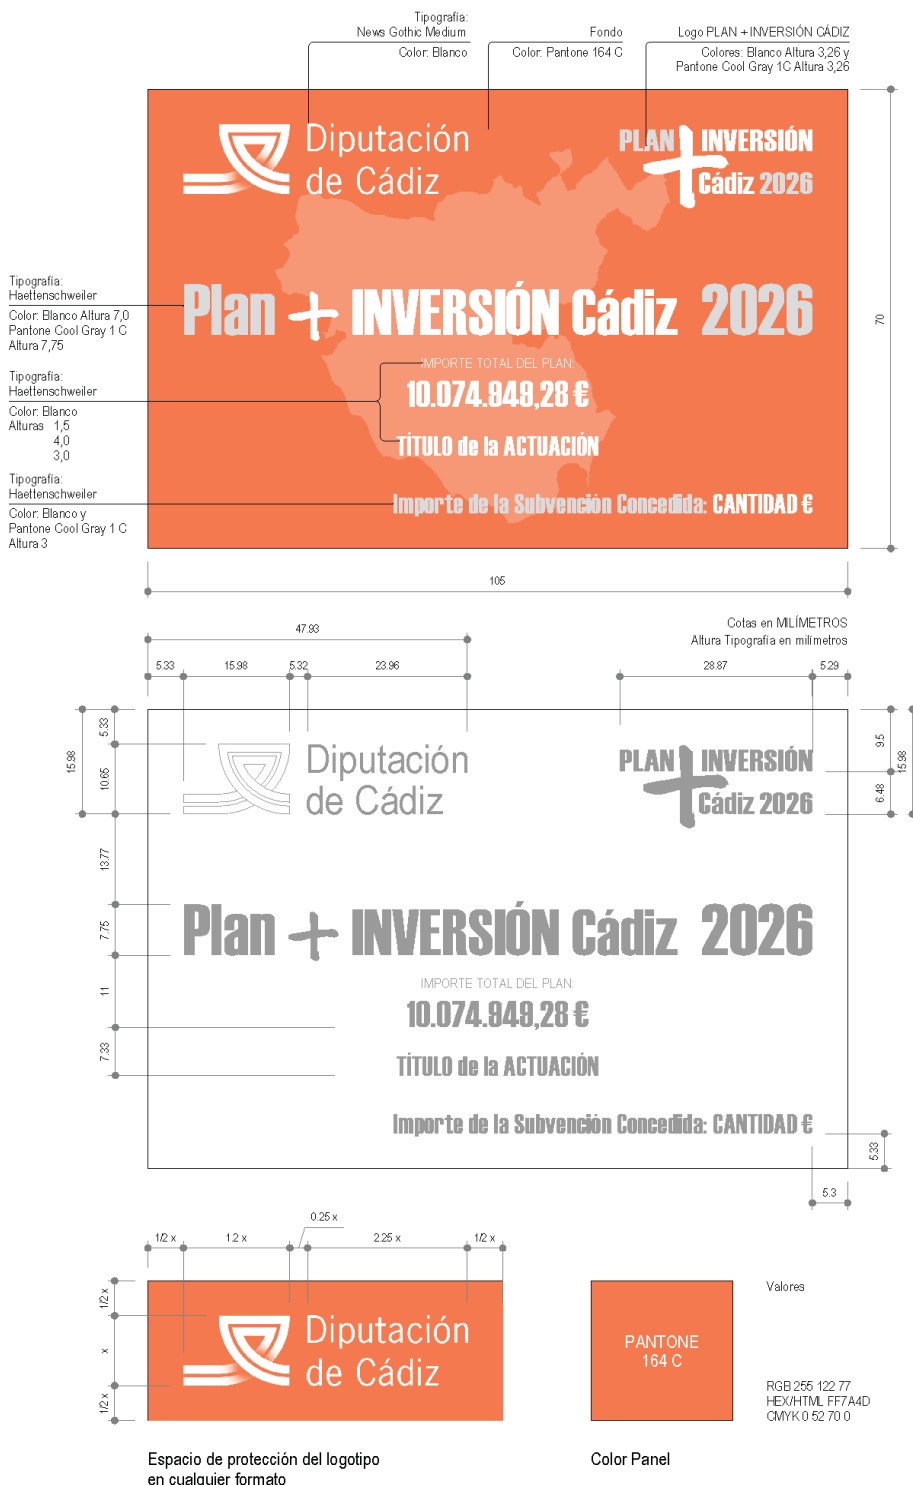 Tipografía:
News Gothic Medium
Color: Blanco
Fondo
Color: Pantone 164 C
Logo PLAN + INVERSIÓN CÁDIZ
Colores: Blanco Altura 3,26 y
Pantone Cool Gray 1C Altura 3,26
Diputación
de Cádiz
PLAN + INVERSIÓN
Cádiz 2026
Tipografía:
Haettenschweiler
Color: Blanco Altura 7,0
Pantone Cool Gray 1 C
Altura 7,75
Plan + INVERSIÓN Cádiz 2026
70
Tipografía:
Haettenschweiler
Color: Blanco
Alturas 1,5
4,0
3,0
IMPORTE TOTAL DEL PLAN:
10.074.949,28 €
TÍTULO de la ACTUACIÓN
Tipografía:
Haettenschweiler
Color: Blanco y
Pantone Cool Gray 1 C
Altura 3
Importe de la Subvención Concedida: CANTIDAD €
105
Cotas en MILÍMETROS
Altura Tipografía en milímetros
47.93
5.33 15.98 5.32 23.96 28.87 5.29
15.98 5.33 10.65
9.5 6.48 15.98
Diputación
de Cádiz
PLAN + INVERSIÓN
Cádiz 2026
13.77
7.75
Plan + INVERSIÓN Cádiz 2026
11
IMPORTE TOTAL DEL PLAN:
10.074.949,28 €
7.33
TÍTULO de la ACTUACIÓN
Importe de la Subvención Concedida: CANTIDAD €
5.33
5.3
0.25 x
1/2 x 1.2 x 2.25 x 1/2 x
1/2 x
x
1/2 x
Diputación
de Cádiz
PANTONE
164 C
Valores
RGB 255 122 77
HEX/HTML FF7A4D
CMYK 0 52 70 0
Espacio de protección del logotipo
en cualquier formato
Color Panel